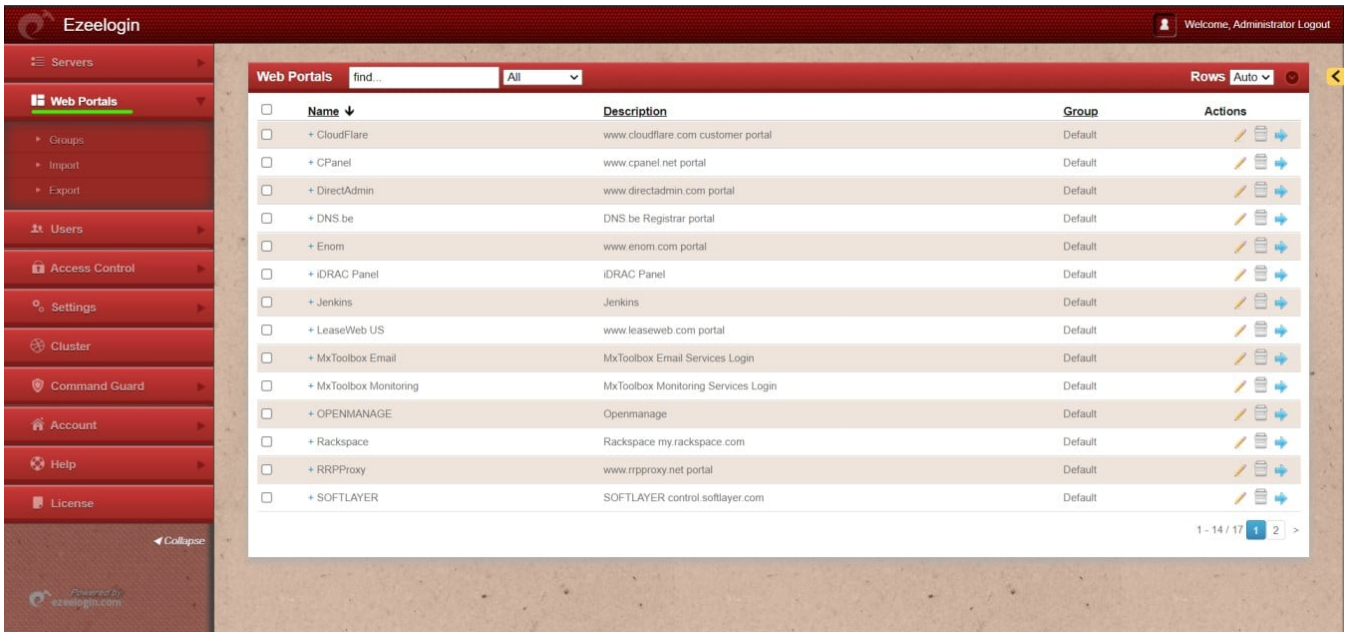 Ezeelogin
Welcome, Administrator Logout
Servers
Web Portals
Groups
Import
Export
Users
Access Control
Settings
Cluster
Command Guard
Account
Help
License
Collapse
Powered by
ezeelogin.com
Web Portals find... All Rows Auto
Name Description Group Actions
+ CloudFlare www.cloudflare.com customer portal Default
+ CPanel www.cpanel.net portal Default
+ DirectAdmin www.directadmin.com portal Default
+ DNS.be DNS.be Registrar portal Default
+ Enom www.enom.com portal Default
+ iDRAC Panel iDRAC Panel Default
+ Jenkins Jenkins Default
+ LeaseWeb US www.leaseweb.com portal Default
+ MxToolbox Email MxToolbox Email Services Login Default
+ MxToolbox Monitoring MxToolbox Monitoring Services Login Default
+ OPENMANAGE Openmanage Default
+ Rackspace Rackspace my.rackspace.com Default
+ RRPProxy www.rrpproxy.net portal Default
+ SOFTLAYER SOFTLAYER control.softlayer.com Default
1 - 14 / 17 1 2 >